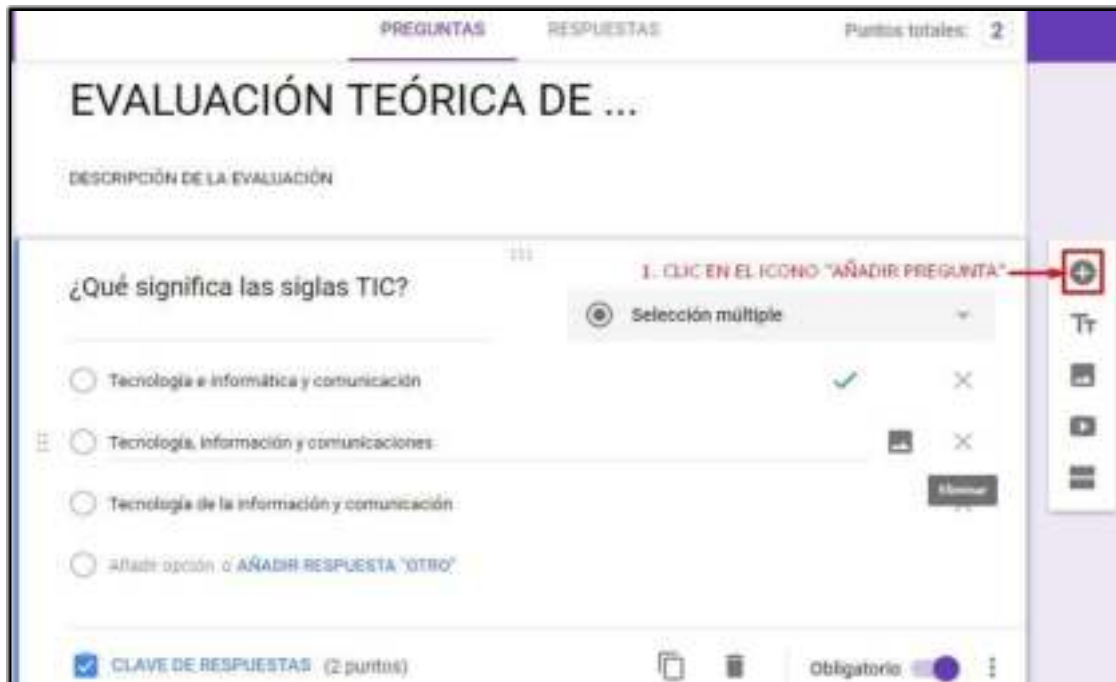 PREGUNTAS RESPUESTAS Puntos totales: 2
EVALUACIÓN TEÓRICA DE ...
DESCRIPCIÓN DE LA EVALUACIÓN
¿Qué significa las siglas TIC?
1. CLIC EN EL ICONO "AÑADIR PREGUNTA"
Selección múltiple
Tecnología e informática y comunicación
Tecnología, información y comunicaciones
Eliminar
Tecnología de la información y comunicación
Añadir opción o AÑADIR RESPUESTA "OTRO"
CLAVE DE RESPUESTAS (2 puntos) Obligatorio